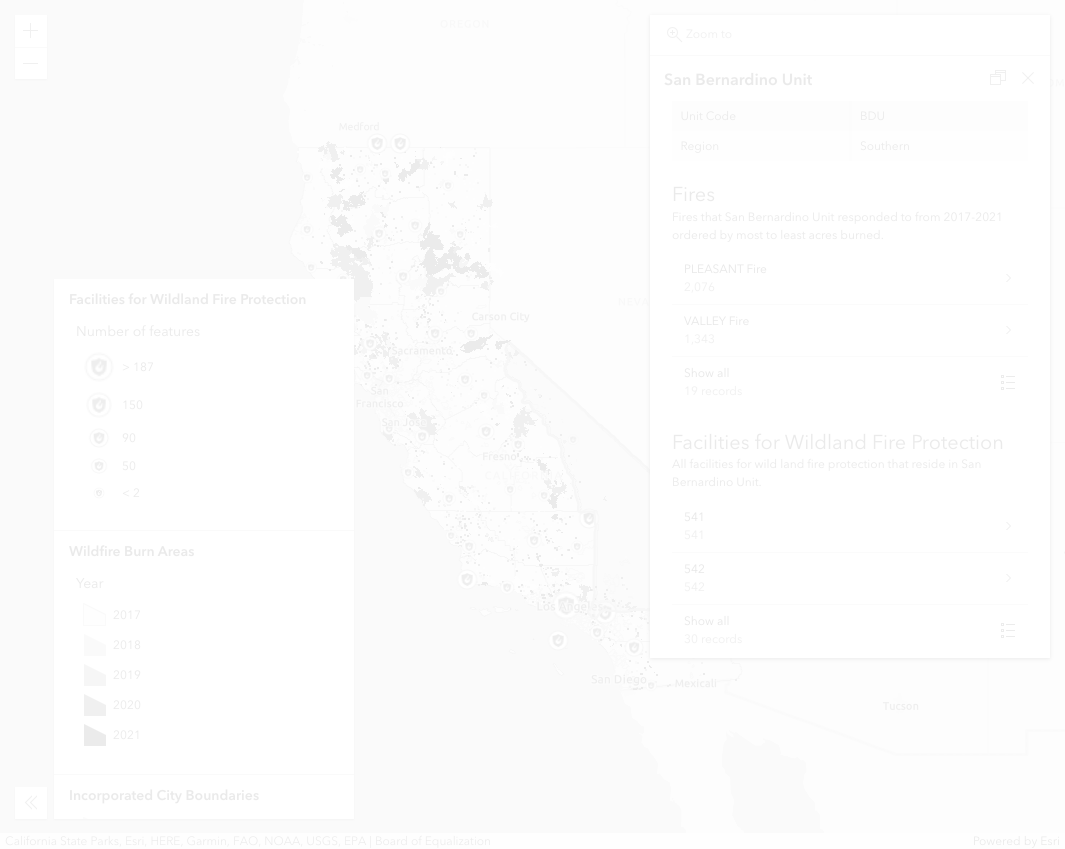 OREGON
Zoom to
San Bernardino Unit
Unit Code
BDU
Region
Southern
Fires
Fires that San Bernardino Unit responded to from 2017-2021
ordered by most to least acres burned.
PLEASANT Fire
2,076
VALLEY Fire
1,343
Show all
19 records
Facilities for Wildland Fire Protection
All facilities for wild land fire protection that reside in San
Bernardino Unit.
S41
S41
S42
S42
Show all
30 records
Medford
Carson City
Sacramento
San
Francisco
San Jose
Fresno
CALIFORNIA
Los Angeles
San Diego
Mexicali
Tucson
Facilities for Wildland Fire Protection
Number of features
> 187
150
90
50
< 2
Wildfire Burn Areas
Year
2017
2018
2019
2020
2021
Incorporated City Boundaries
California State Parks, Esri, HERE, Garmin, FAO, NOAA, USGS, EPA | Board of Equalization
Powered by Esri